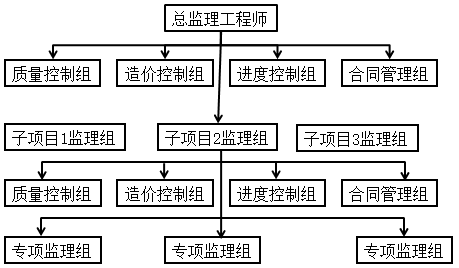 总监理工程师
质量控制组 造价控制组 进度控制组 合同管理组
子项目1监理组 子项目2监理组 子项目3监理组
质量控制组 造价控制组 进度控制组 合同管理组
专项监理组 专项监理组 专项监理组